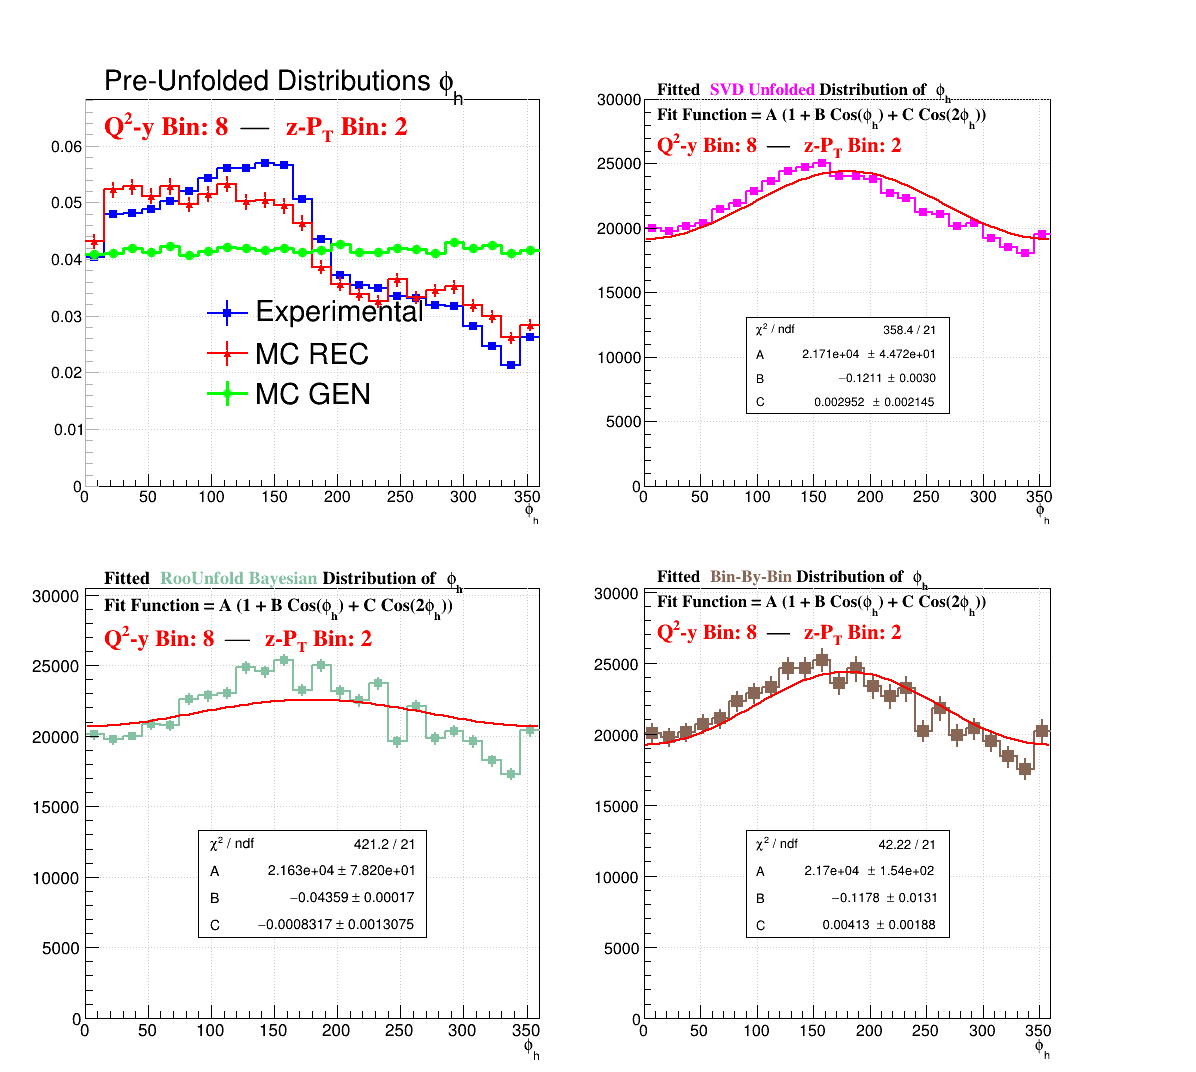 Pre-Unfolded Distributions ϕh
Q²-y Bin: 8 — z-PT Bin: 2
0.06
0.05
0.04
0.03
0.02
0.01
0
Experimental
MC REC
MC GEN
0 50 100 150 200 250 300 350
ϕh
Fitted SVD Unfolded Distribution of ϕh
Fit Function = A (1 + B Cos(ϕh) + C Cos(2ϕh))
Q²-y Bin: 8 — z-PT Bin: 2
30000
25000
20000
15000
10000
5000
0
χ² / ndf 358.4 / 21
A 2.171e+04 ± 4.472e+01
B −0.1211 ± 0.0030
C 0.002952 ± 0.002145
0 50 100 150 200 250 300 350
ϕh
Fitted RooUnfold Bayesian Distribution of ϕh
Fit Function = A (1 + B Cos(ϕh) + C Cos(2ϕh))
Q²-y Bin: 8 — z-PT Bin: 2
30000
25000
20000
15000
10000
5000
0
χ² / ndf 421.2 / 21
A 2.163e+04 ± 7.820e+01
B −0.04359 ± 0.00017
C −0.0008317 ± 0.0013075
0 50 100 150 200 250 300 350
ϕh
Fitted Bin-By-Bin Distribution of ϕh
Fit Function = A (1 + B Cos(ϕh) + C Cos(2ϕh))
Q²-y Bin: 8 — z-PT Bin: 2
30000
25000
20000
15000
10000
5000
0
χ² / ndf 42.22 / 21
A 2.17e+04 ± 1.54e+02
B −0.1178 ± 0.0131
C 0.00413 ± 0.00188
0 50 100 150 200 250 300 350
ϕh